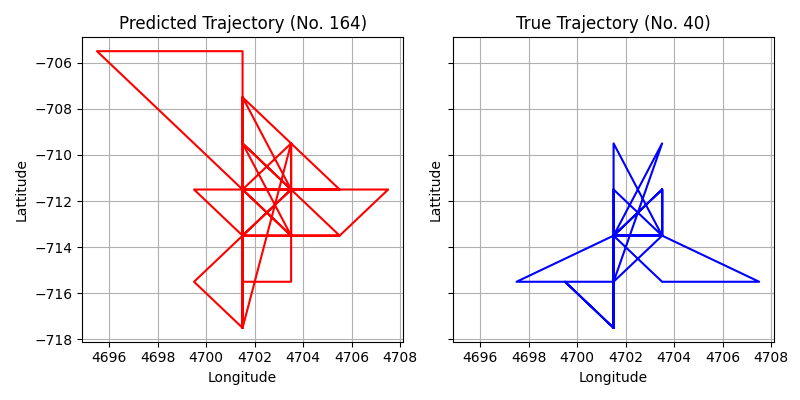 Predicted Trajectory (No. 164)
True Trajectory (No. 40)
Lattitude
−706
−708
−710
−712
−714
−716
−718
4696 4698 4700 4702 4704 4706 4708
Longitude
Lattitude
4696 4698 4700 4702 4704 4706 4708
Longitude